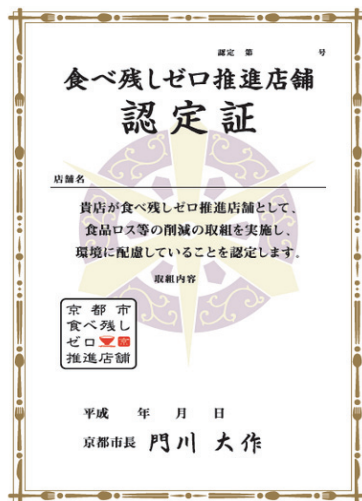 認定 第 号
食べ残しゼロ推進店舗
認定証
店舗名
貴店が食べ残しゼロ推進店舗として、
食品ロス等の削減の取組を実施し、
環境に配慮していることを認定します。
取組内容
京都市
食べ残し
ゼロ 京
推進店舗
平成 年 月 日
京都市長 門川 大作